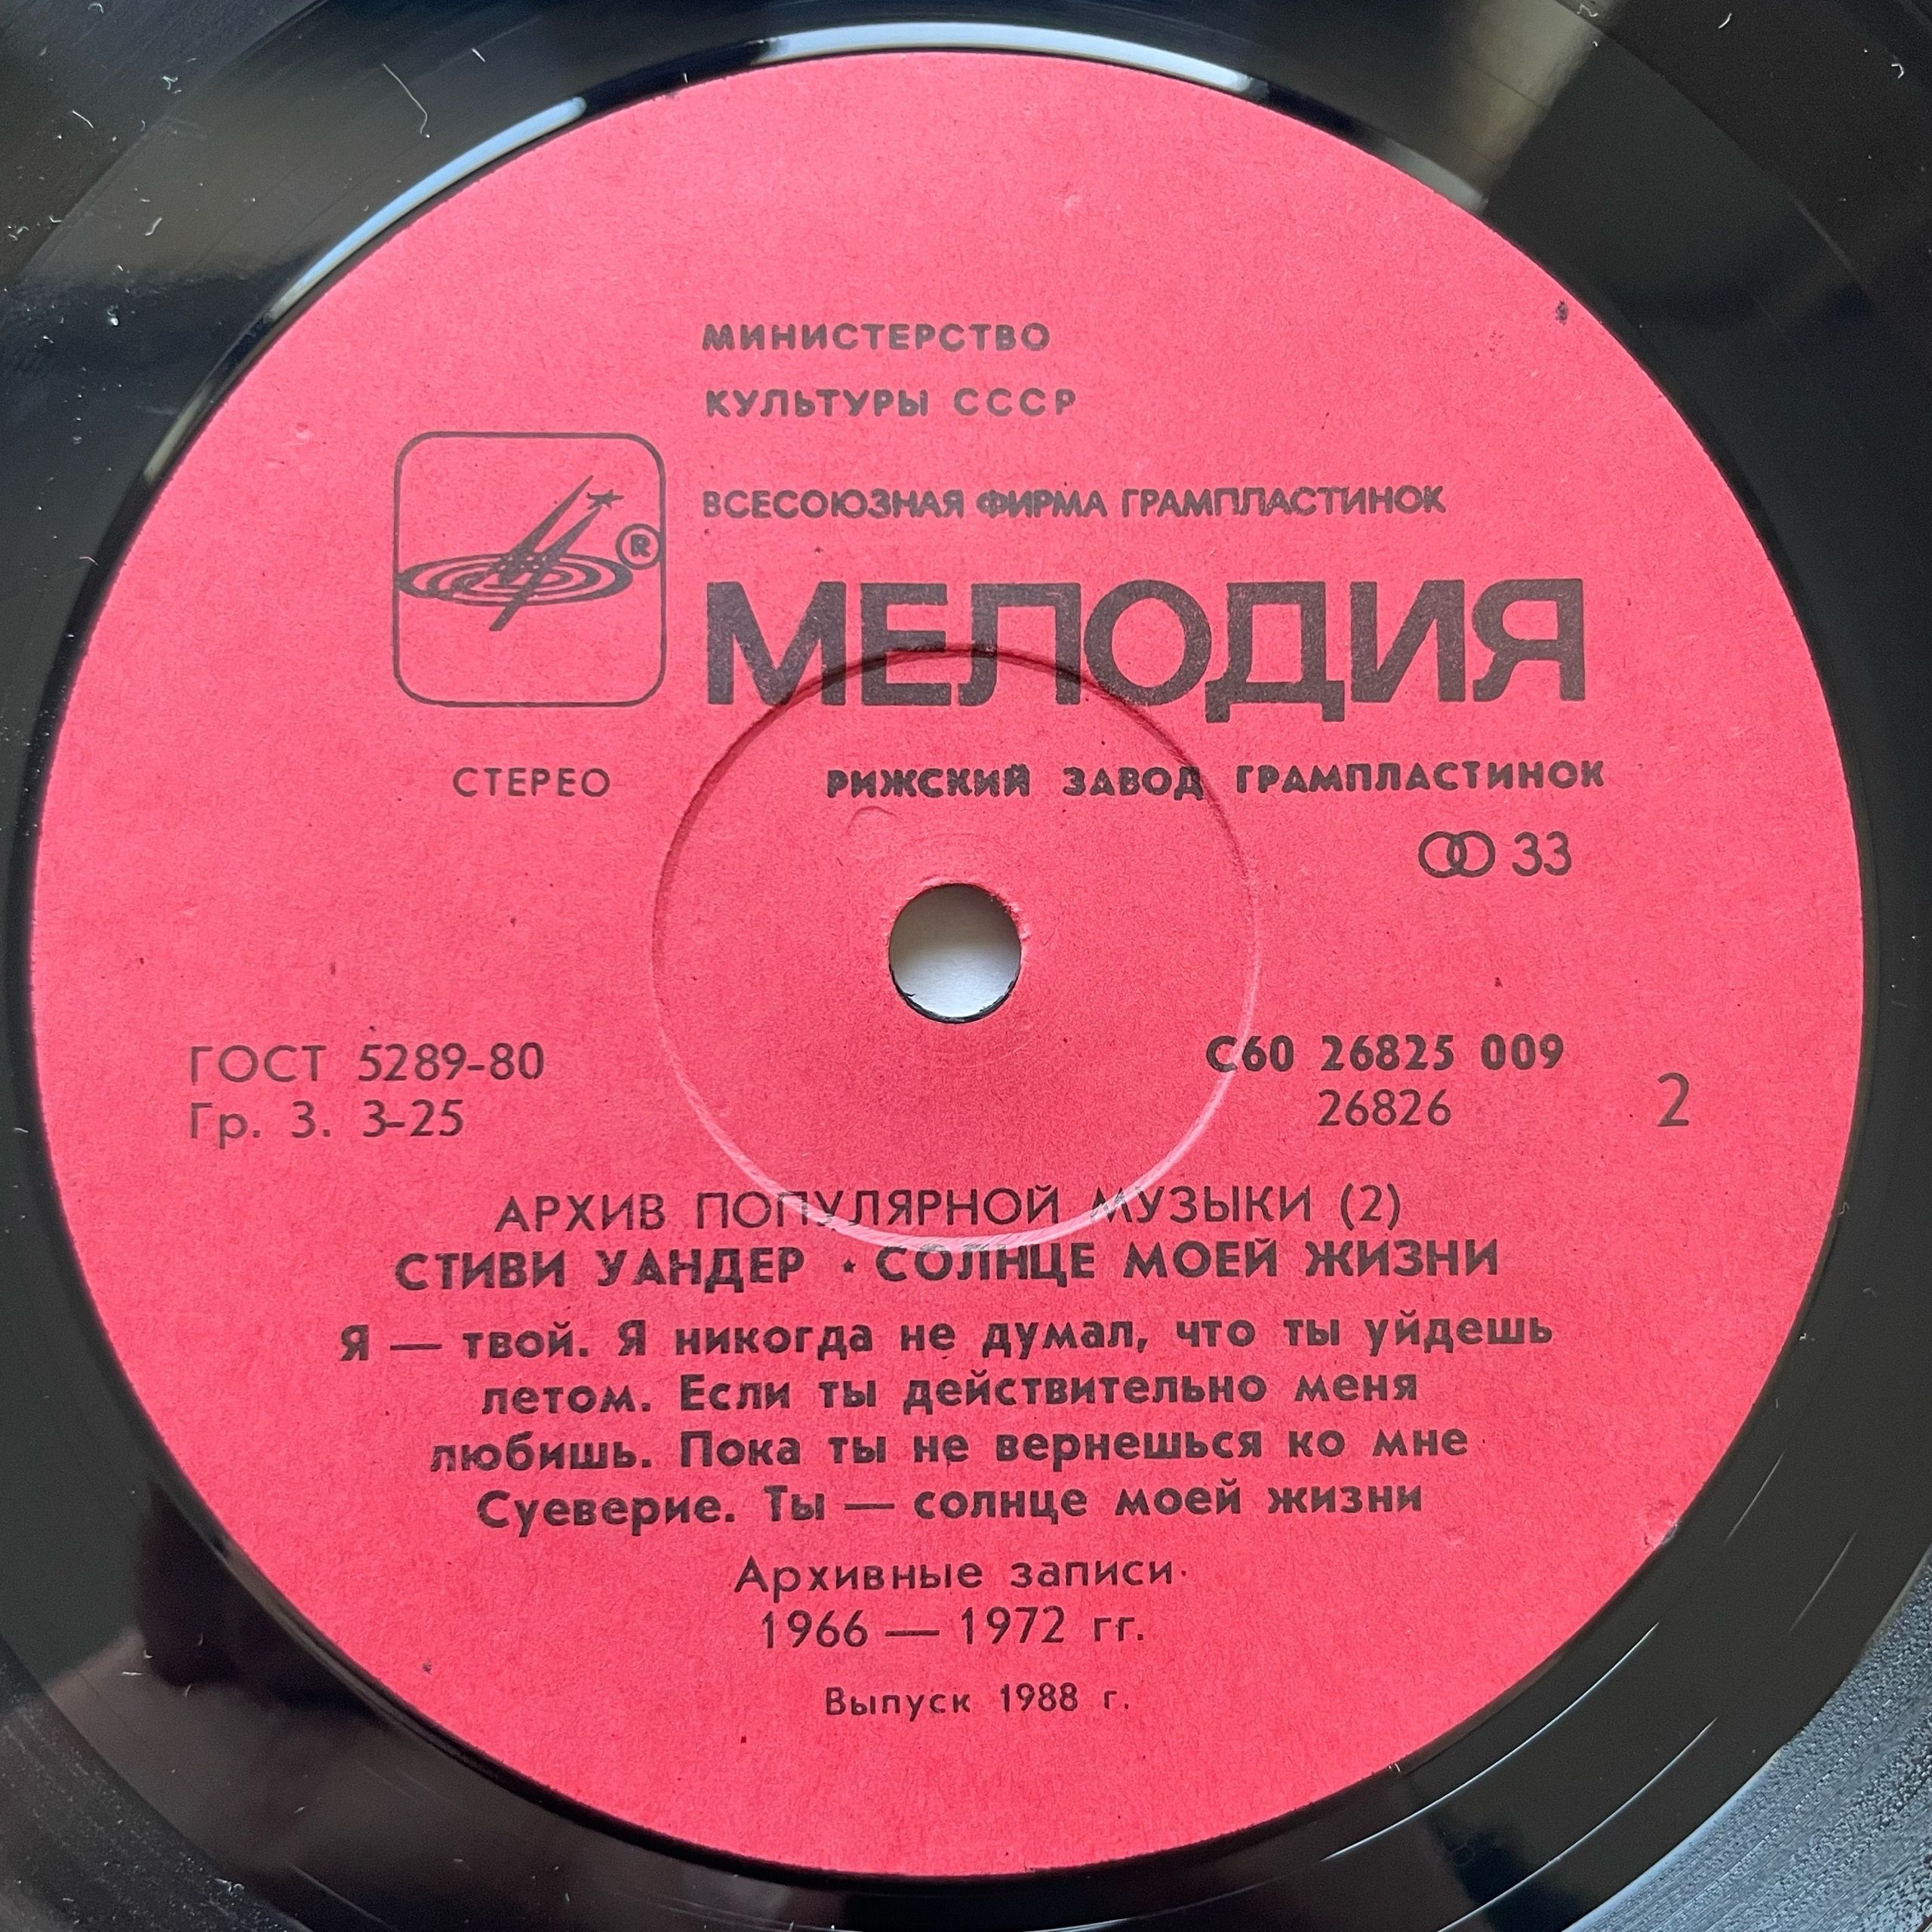 МИНИСТЕРСТВО
КУЛЬТУРЫ СССР
ВСЕСОЮЗНАЯ ФИРМА ГРАМПЛАСТИНОК
®
МЕЛОДИЯ
СТЕРЕО
РИЖСКИЙ ЗАВОД ГРАМПЛАСТИНОК
33
ГОСТ 5289-80
Гр. 3. 3-25
С60 26825 009
26826
2
АРХИВ ПОПУЛЯРНОЙ МУЗЫКИ (2)
СТИВИ УАНДЕР · СОЛНЦЕ МОЕЙ ЖИЗНИ
Я — твой. Я никогда не думал, что ты уйдешь
летом. Если ты действительно меня
любишь. Пока ты не вернешься ко мне
Суеверие. Ты — солнце моей жизни
Архивные записи
1966 — 1972 гг.
Выпуск 1988 г.